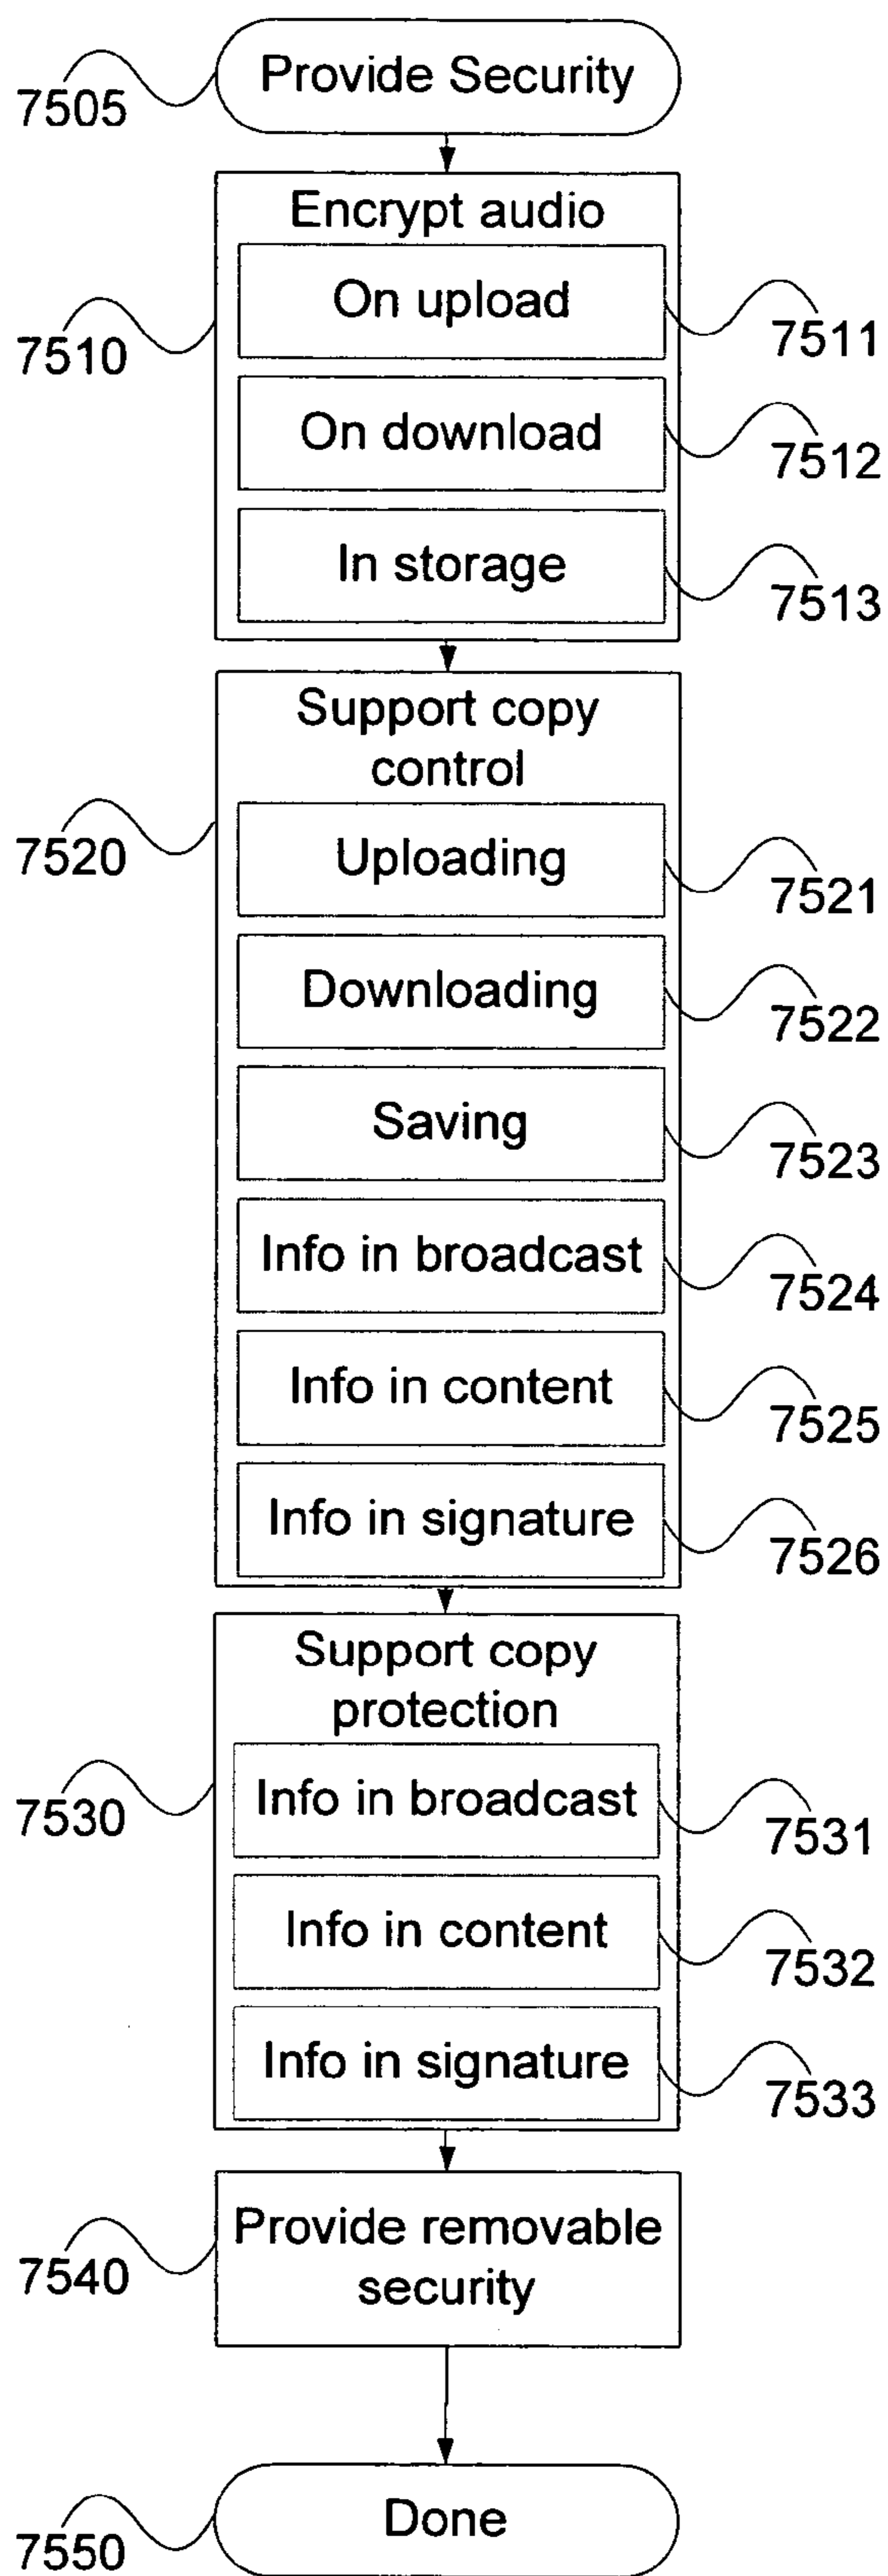 Provide Security
7505
Encrypt audio
On upload
7510
7511
On download
7512
In storage
7513
Support copy
control
7520
Uploading
7521
Downloading
7522
Saving
7523
Info in broadcast
7524
Info in content
7525
Info in signature
7526
Support copy
protection
7530
Info in broadcast
7531
Info in content
7532
Info in signature
7533
Provide removable
security
7540
Done
7550